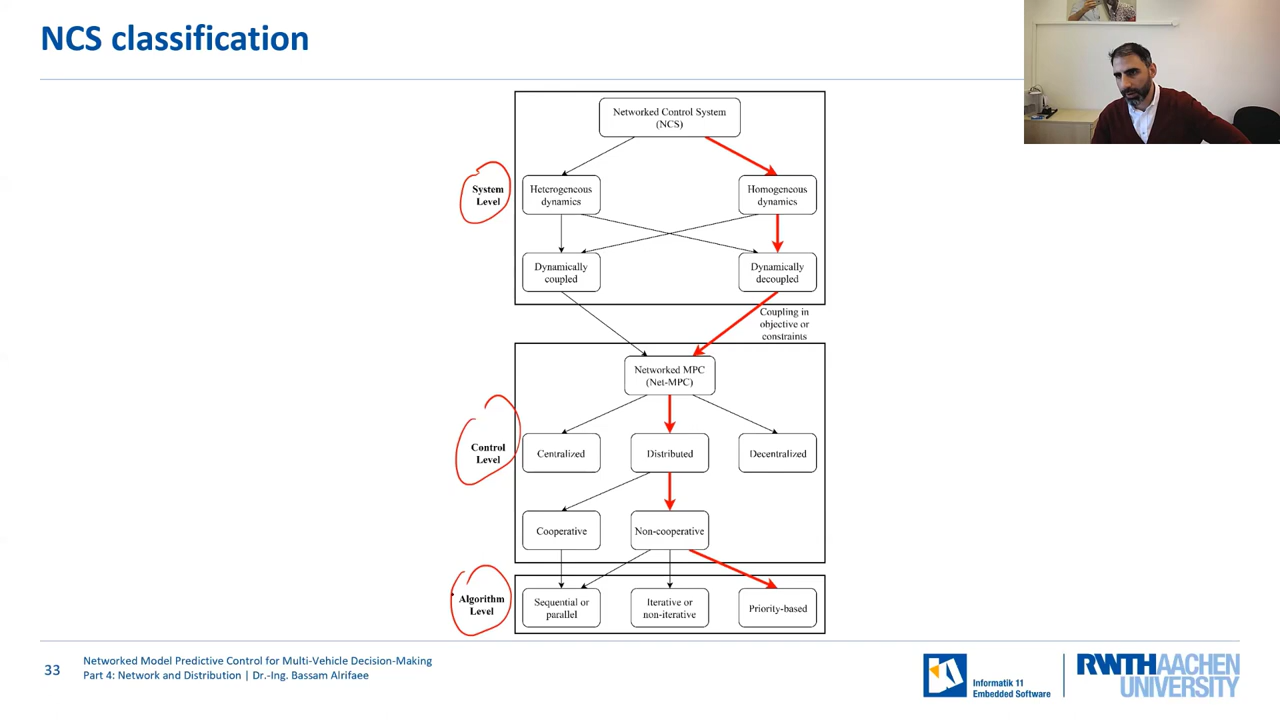 NCS classification
Networked Control System
(NCS)
System
Level
Heterogeneous
dynamics
Homogeneous
dynamics
Dynamically
coupled
Dynamically
decoupled
Coupling in
objective or
constraints
Networked MPC
(Net-MPC)
Control
Level
Centralized
Distributed
Decentralized
Cooperative
Non-cooperative
Algorithm
Level
Sequential or
parallel
Iterative or
non-iterative
Priority-based
33
Networked Model Predictive Control for Multi-Vehicle Decision-Making
Part 4: Network and Distribution | Dr.-Ing. Bassam Alrifaee
Informatik 11
Embedded Software
RWTHAACHEN
UNIVERSITY